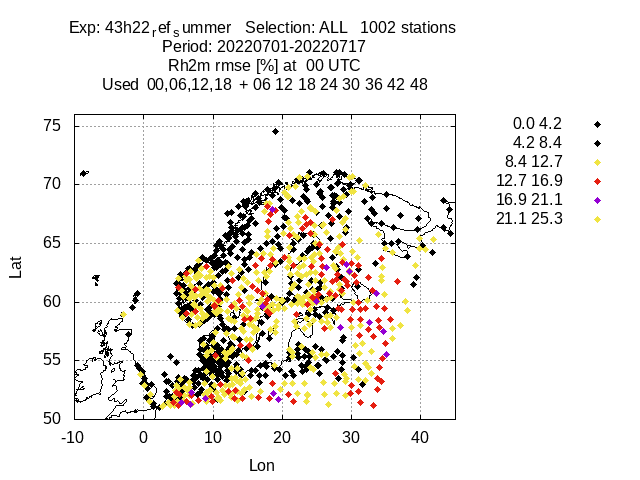 Exp: 43h22refsummer   Selection: ALL   1002 stations
Period: 20220701-20220717
Rh2m rmse [%] at  00 UTC
Used  00,06,12,18  + 06 12 18 24 30 36 42 48
0.0 4.2
4.2 8.4
8.4 12.7
12.7 16.9
16.9 21.1
21.1 25.3
75
70
65
60
55
50
Lat
-10 0 10 20 30 40
Lon